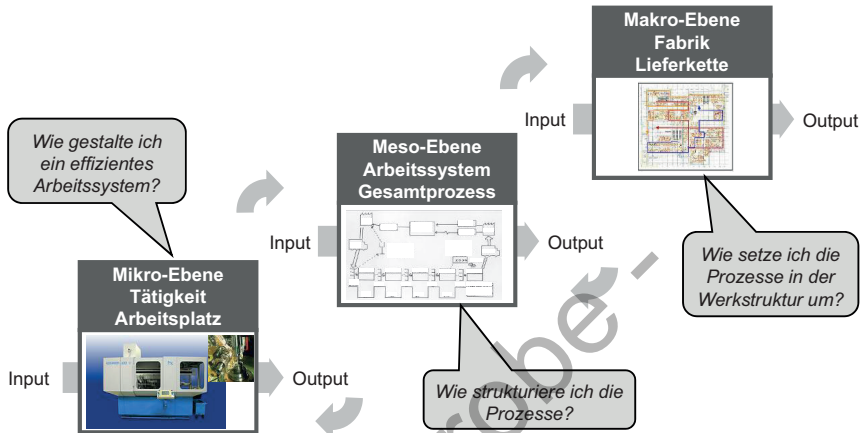 Makro-Ebene
Fabrik
Lieferkette
Input
Output
Wie gestalte ich
ein effizientes
Arbeitssystem?
Meso-Ebene
Arbeitssystem
Gesamtprozess
Input
Output
Wie setze ich die
Prozesse in der
Werkstruktur um?
Mikro-Ebene
Tätigkeit
Arbeitsplatz
Input
Output
Wie strukturiere ich die
Prozesse?
robe -